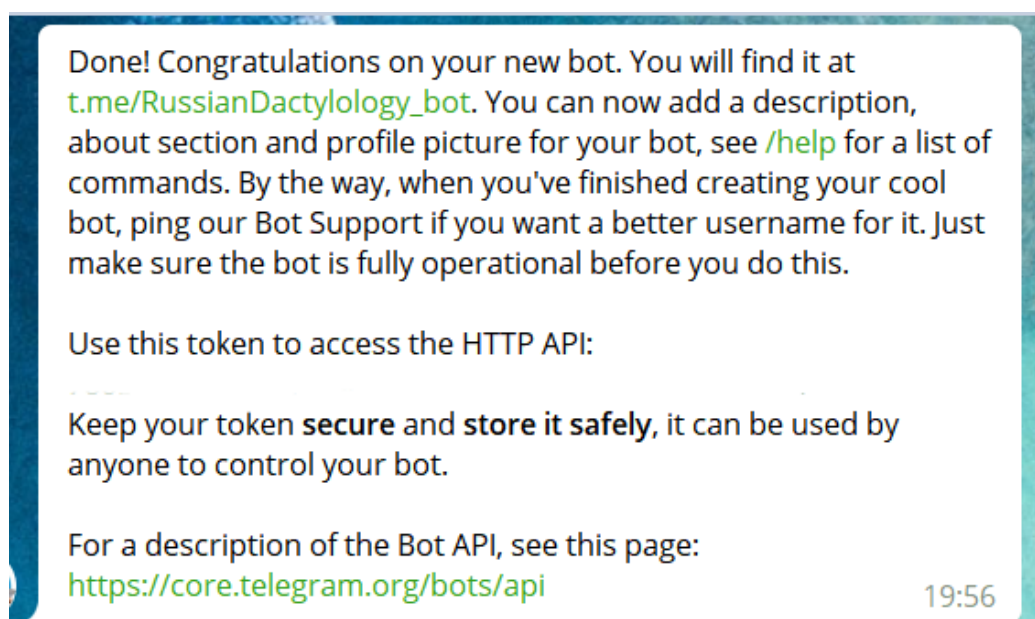 Done! Congratulations on your new bot. You will find it at
t.me/RussianDactylology_bot. You can now add a description,
about section and profile picture for your bot, see /help for a list of
commands. By the way, when you've finished creating your cool
bot, ping our Bot Support if you want a better username for it. Just
make sure the bot is fully operational before you do this.
Use this token to access the HTTP API:
Keep your token secure and store it safely, it can be used by
anyone to control your bot.
For a description of the Bot API, see this page:
https://core.telegram.org/bots/api
19:56